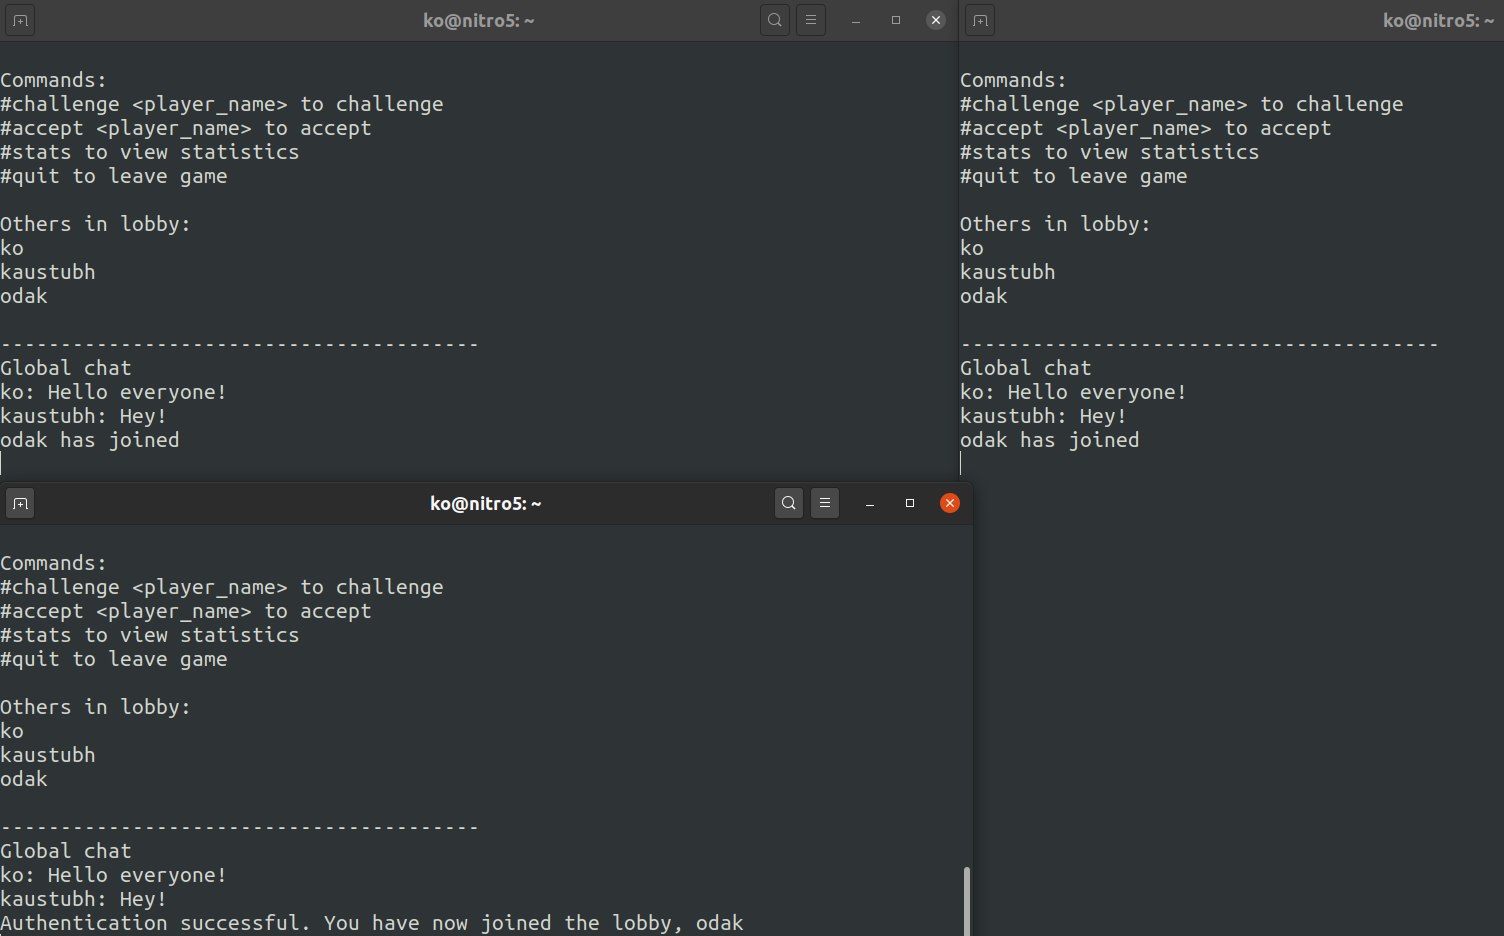 ko@nitro5: ~
Commands:
#challenge <player_name> to challenge
#accept <player_name> to accept
#stats to view statistics
#quit to leave game
Others in lobby:
ko
kaustubh
odak
----------------------------------------
Global chat
ko: Hello everyone!
kaustubh: Hey!
odak has joined
ko@nitro5: ~
Commands:
#challenge <player_name> to challenge
#accept <player_name> to accept
#stats to view statistics
#quit to leave game
Others in lobby:
ko
kaustubh
odak
----------------------------------------
Global chat
ko: Hello everyone!
kaustubh: Hey!
odak has joined
ko@nitro5: ~
Commands:
#challenge <player_name> to challenge
#accept <player_name> to accept
#stats to view statistics
#quit to leave game
Others in lobby:
ko
kaustubh
odak
----------------------------------------
Global chat
ko: Hello everyone!
kaustubh: Hey!
Authentication successful. You have now joined the lobby, odak